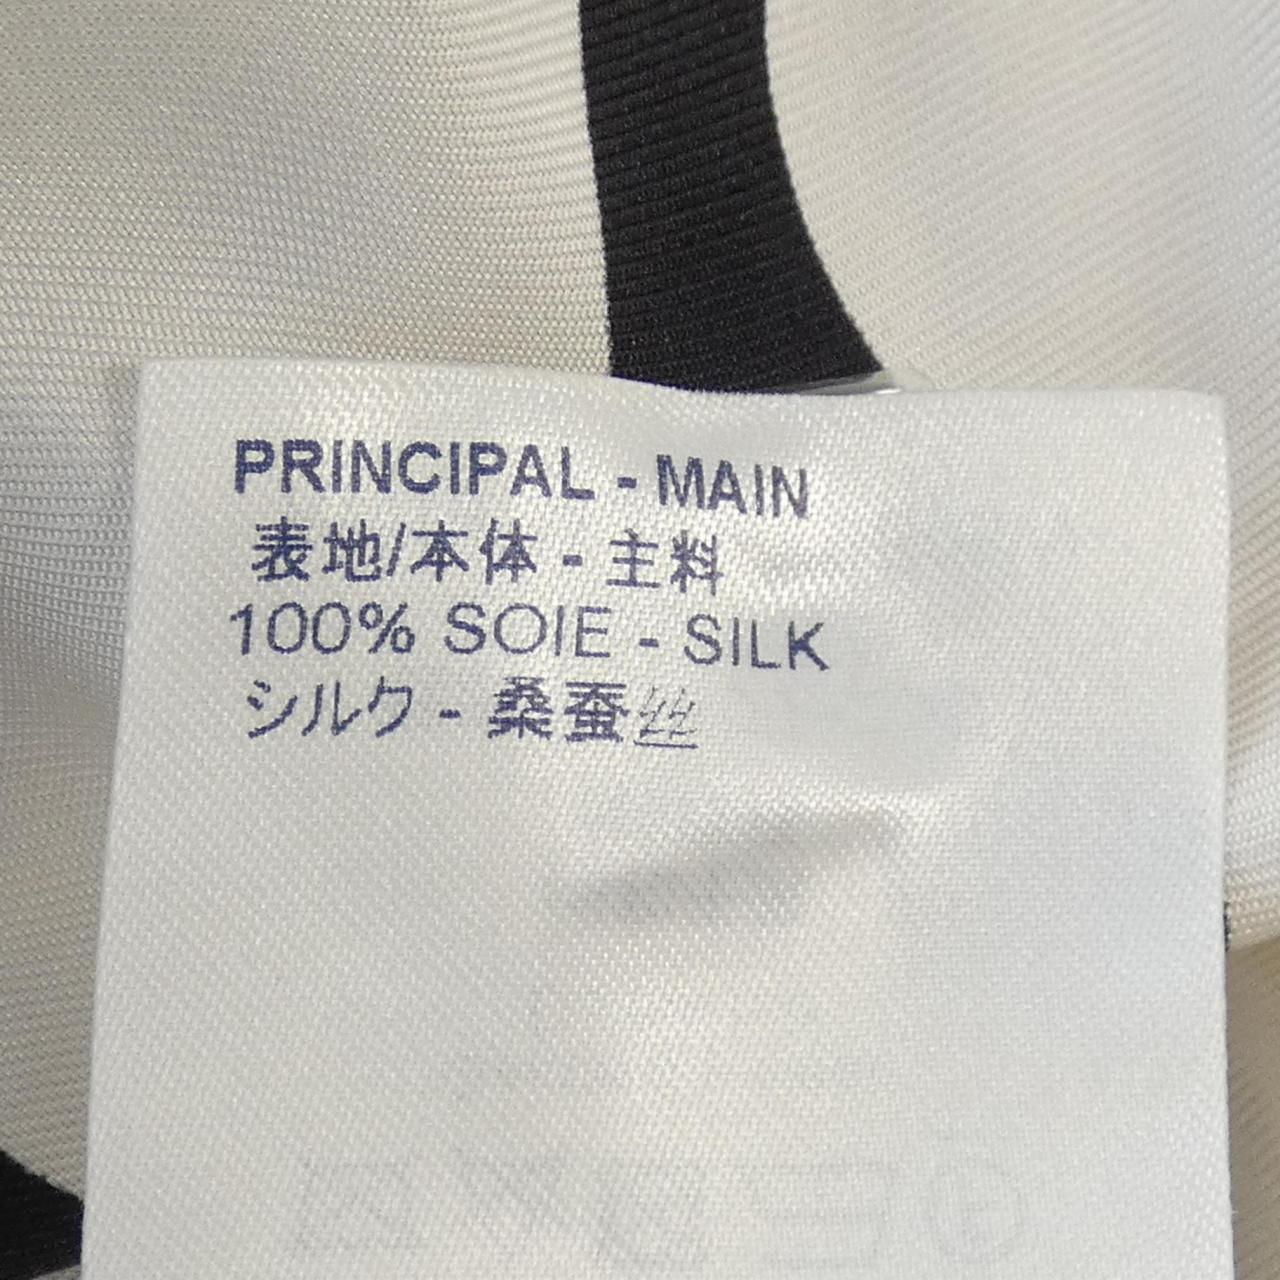 PRINCIPAL - MAIN
表地/本体 - 主料
100% SOIE - SILK
シルク - 桑蚕丝